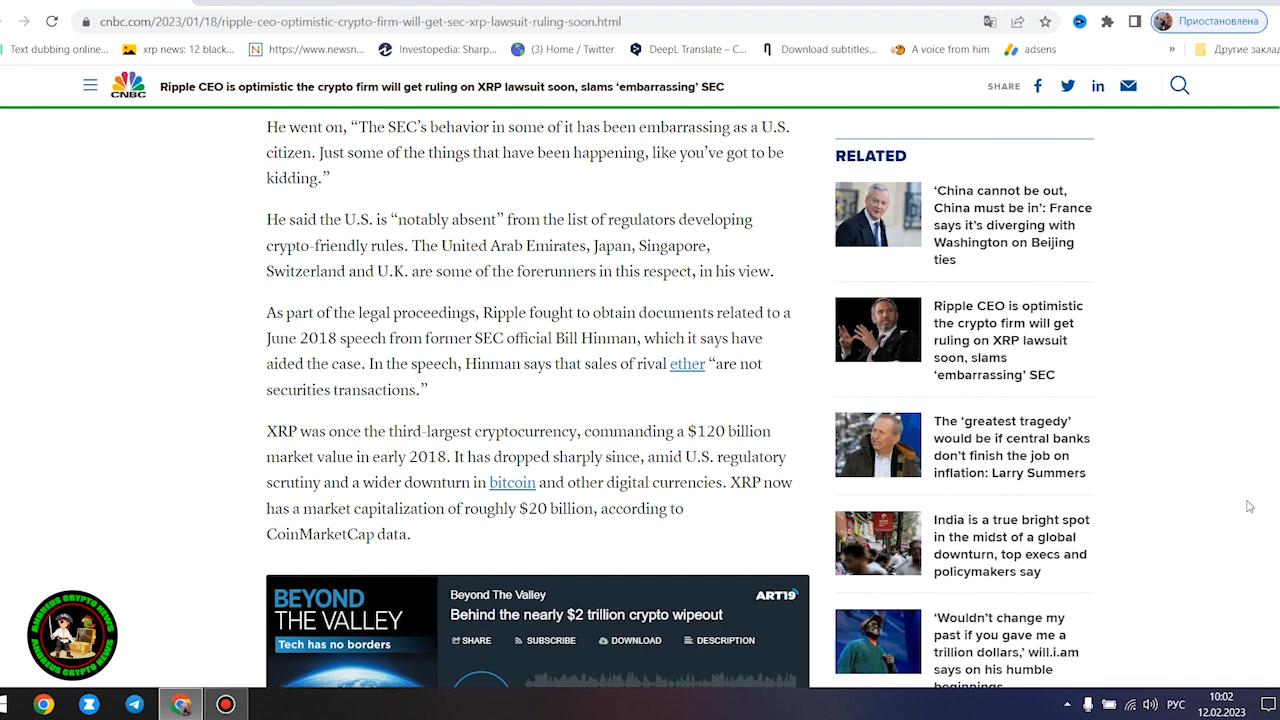 cnbc.com/2023/01/18/ripple-ceo-optimistic-crypto-firm-will-get-sec-xrp-lawsuit-ruling-soon.html
Приостановлена
Text dubbing online...
xrp news: 12 black...
https://www.newsn...
Investopedia: Sharp...
(3) Home / Twitter
DeepL Translate – C...
Download subtitles...
A voice from him
adsens
»
Другие заклад
CNBC
Ripple CEO is optimistic the crypto firm will get ruling on XRP lawsuit soon, slams ‘embarrassing’ SEC
SHARE
He went on, “The SEC’s behavior in some of it has been embarrassing as a U.S.
citizen. Just some of the things that have been happening, like you’ve got to be
kidding.”
He said the U.S. is “notably absent” from the list of regulators developing
crypto-friendly rules. The United Arab Emirates, Japan, Singapore,
Switzerland and U.K. are some of the forerunners in this respect, in his view.
As part of the legal proceedings, Ripple fought to obtain documents related to a
June 2018 speech from former SEC official Bill Hinman, which it says have
aided the case. In the speech, Hinman says that sales of rival ether “are not
securities transactions.”
XRP was once the third-largest cryptocurrency, commanding a $120 billion
market value in early 2018. It has dropped sharply since, amid U.S. regulatory
scrutiny and a wider downturn in bitcoin and other digital currencies. XRP now
has a market capitalization of roughly $20 billion, according to
CoinMarketCap data.
BEYOND
THE VALLEY
Tech has no borders
Beyond The Valley
Behind the nearly $2 trillion crypto wipeout
ART19
SHARE
SUBSCRIBE
DOWNLOAD
DESCRIPTION
RELATED
‘China cannot be out,
China must be in’: France
says it’s diverging with
Washington on Beijing
ties
Ripple CEO is optimistic
the crypto firm will get
ruling on XRP lawsuit
soon, slams
‘embarrassing’ SEC
The ‘greatest tragedy’
would be if central banks
don’t finish the job on
inflation: Larry Summers
India is a true bright spot
in the midst of a global
downturn, top execs and
policymakers say
‘Wouldn’t change my
past if you gave me a
trillion dollars,’ will.i.am
says on his humble
beginnings
ANDREUS CRYPTO NEWS
ANDREUS CRYPTO NEWS
РУС
10:02
12.02.2023